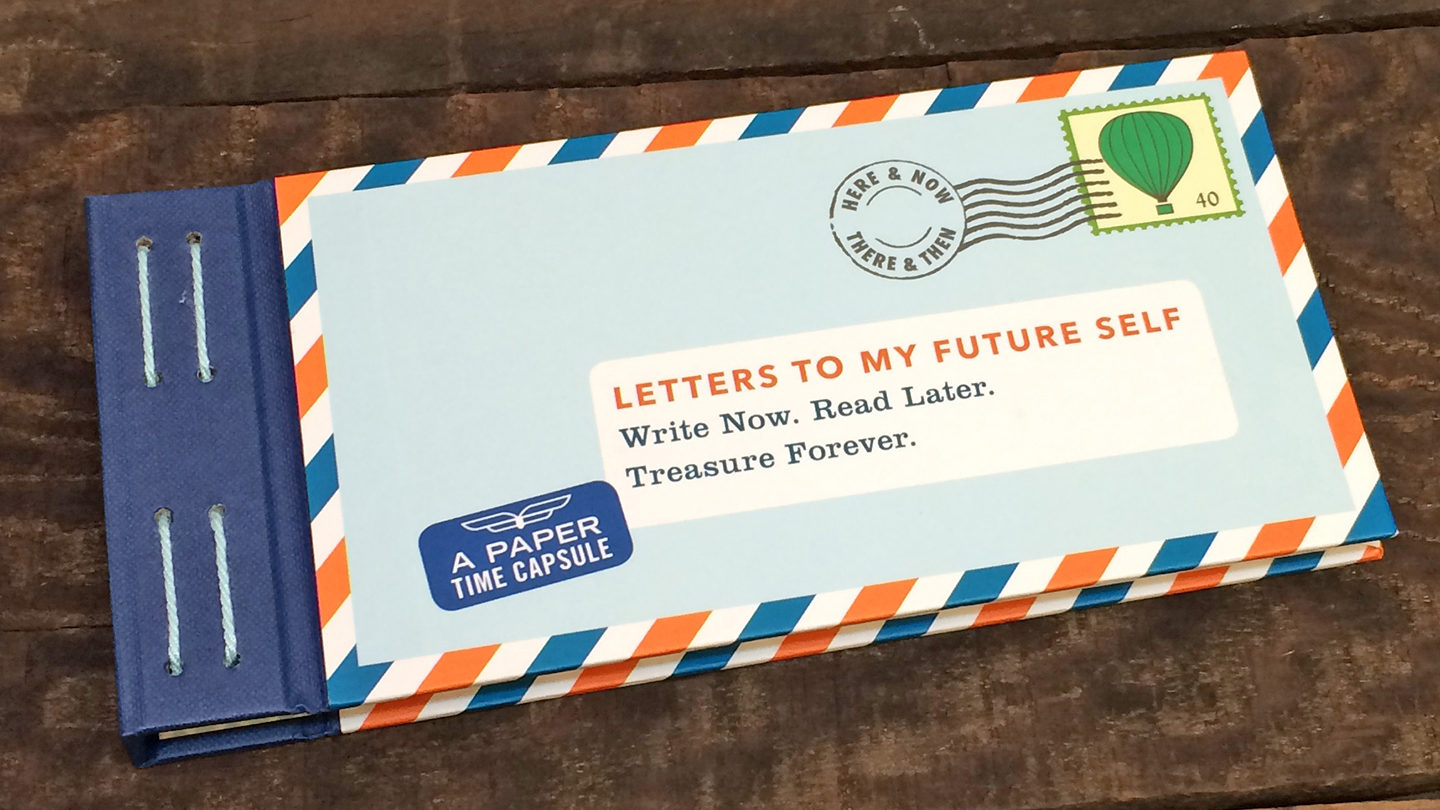 HERE & NOW
THERE & THEN
40
LETTERS TO MY FUTURE SELF
Write Now. Read Later.
Treasure Forever.
A PAPER
TIME CAPSULE